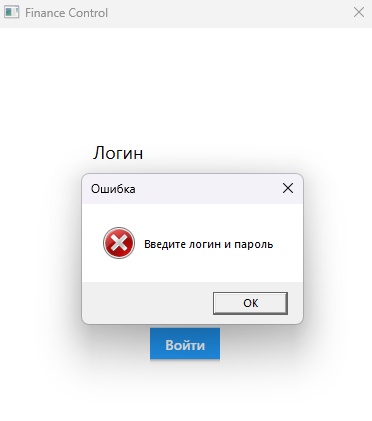 Finance Control
Логин
Ошибка
Введите логин и пароль
OK
Войти